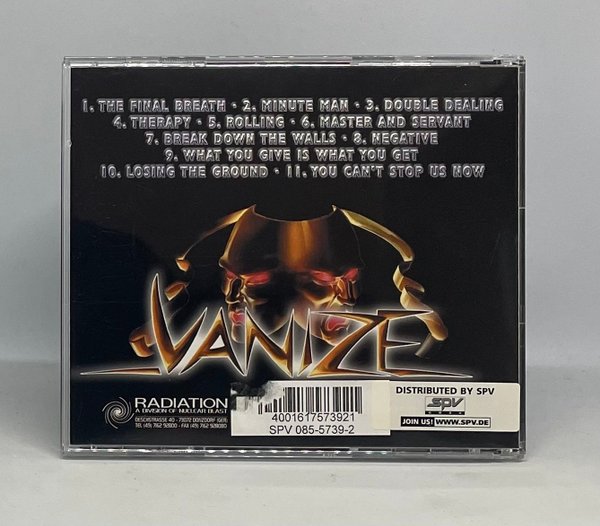 1. THE FINAL BREATH · 2. MINUTE MAN · 3. DOUBLE DEALING
4. THERAPY · 5. ROLLING · 6. MASTER AND SERVANT
7. BREAK DOWN THE WALLS · 8. NEGATIVE
9. WHAT YOU GIVE IS WHAT YOU GET
10. LOSING THE GROUND · 11. YOU CAN'T STOP US NOW
VANIZE
RADIATION
A DIVISION OF NUCLEAR BLAST
4001617573921
SPV 085-5739-2
DISTRIBUTED BY SPV
SPV
JOIN US! WWW.SPV.DE